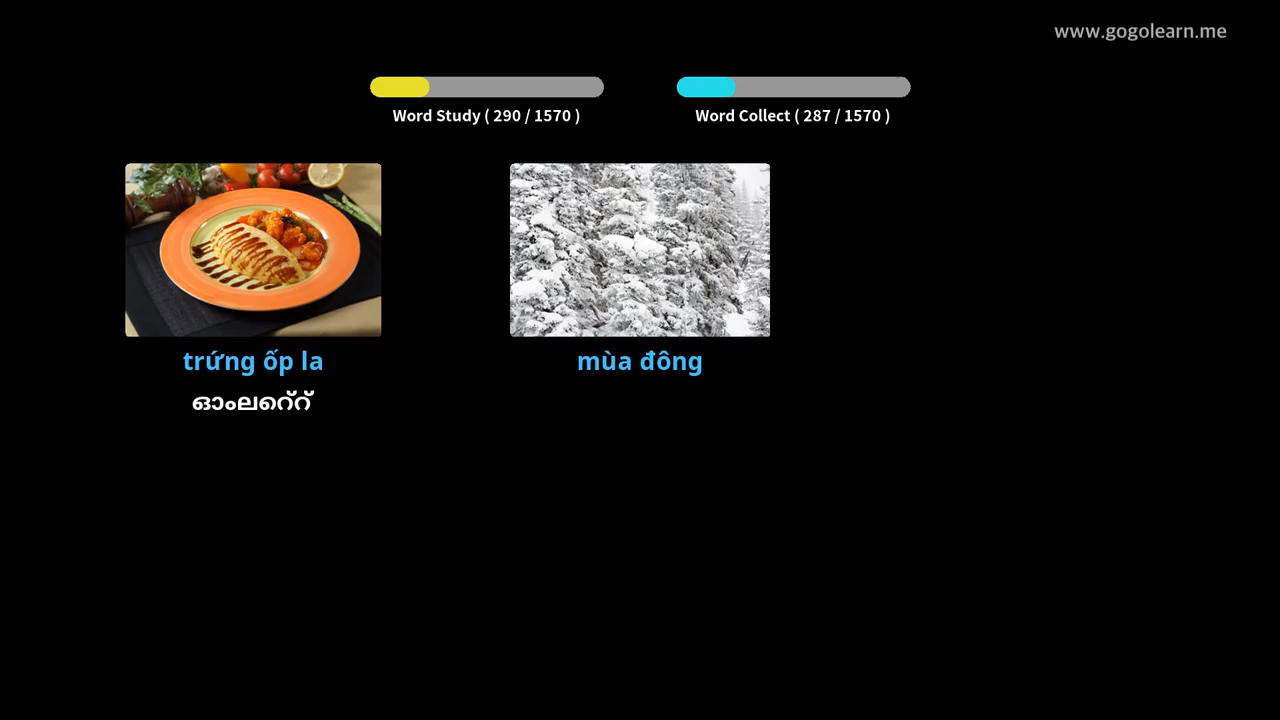 www.gogolearn.me
Word Study ( 290 / 1570 )
Word Collect ( 287 / 1570 )
trứng ốp la
mùa đông
ഓംലറ്റെ്